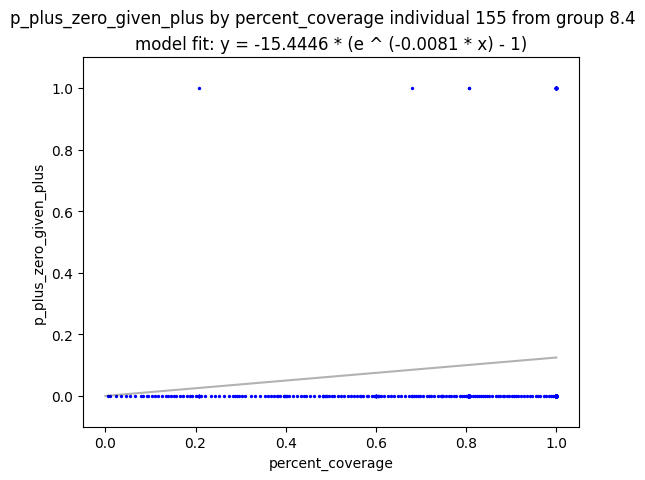 p_plus_zero_given_plus by percent_coverage individual 155 from group 8.4
model fit: y = -15.4446 * (e ^ (-0.0081 * x) - 1)
1.0
0.8
0.6
0.4
0.2
0.0
p_plus_zero_given_plus
0.0 0.2 0.4 0.6 0.8 1.0
percent_coverage